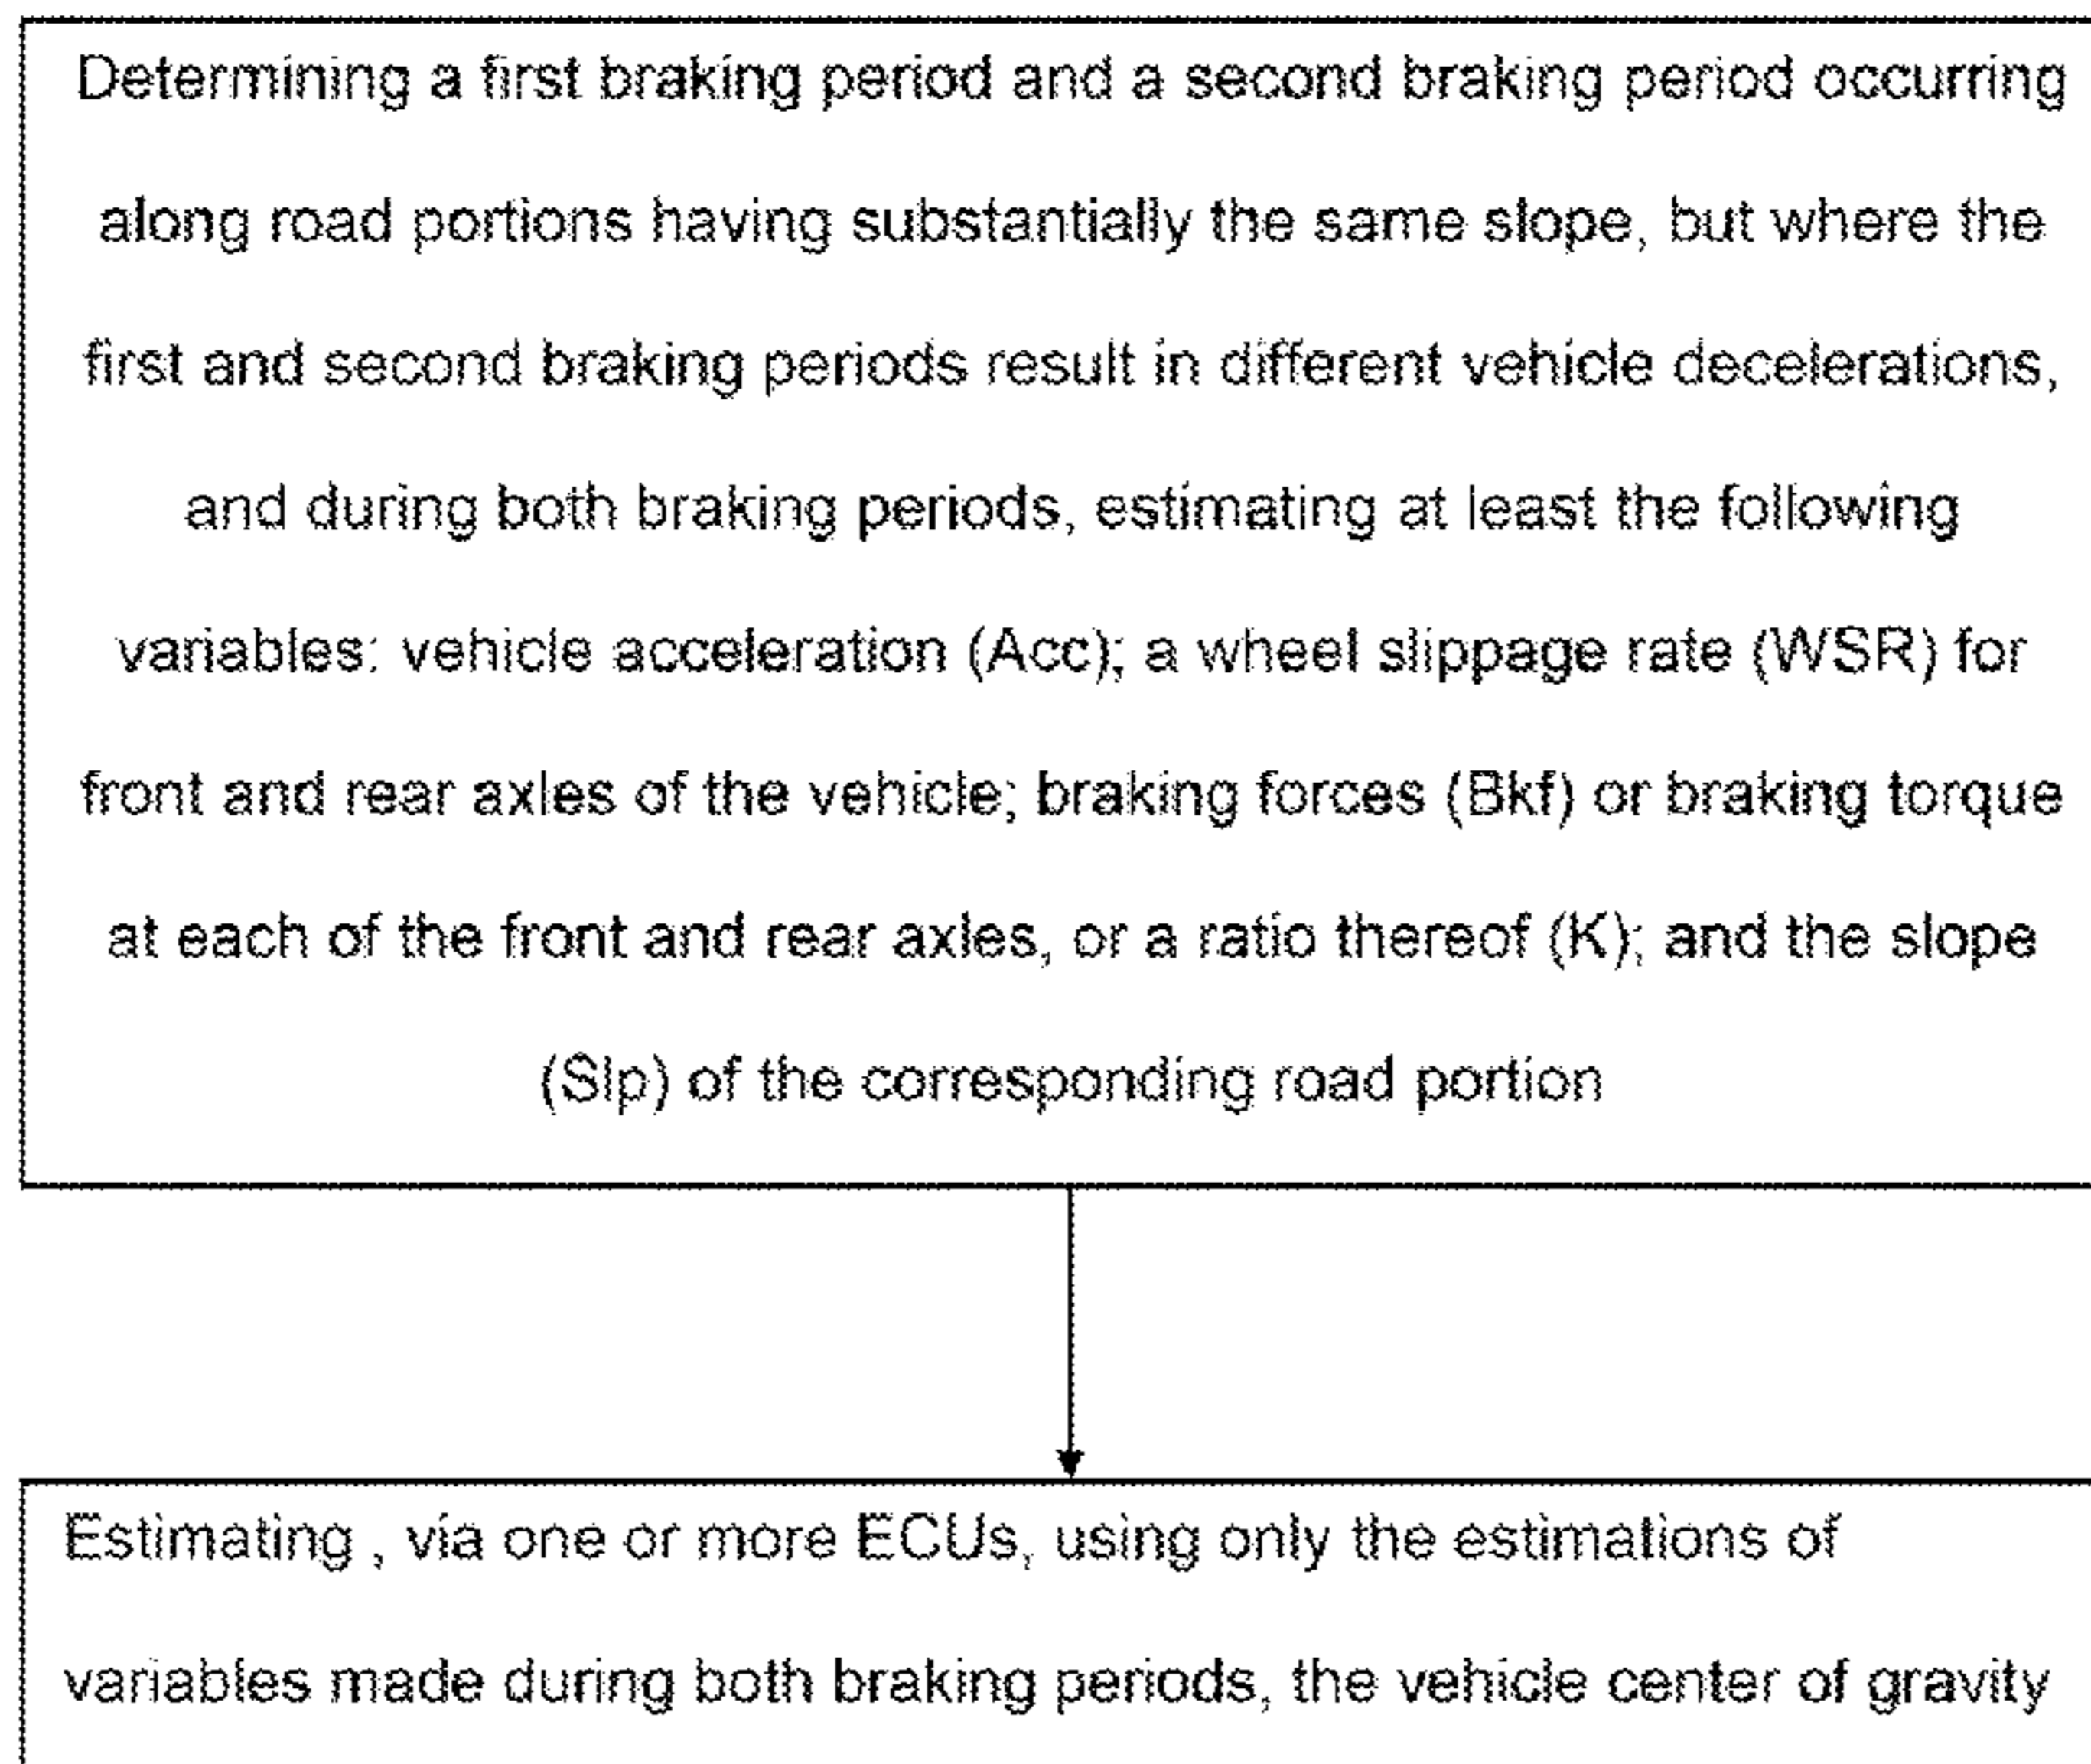 Determining a first braking period and a second braking period occurring
along road portions having substantially the same slope, but where the
first and second braking periods result in different vehicle decelerations,
and during both braking periods, estimating at least the following
variables: vehicle acceleration (Acc); a wheel slippage rate (WSR) for
front and rear axles of the vehicle; braking forces (Bkf) or braking torque
at each of the front and rear axles, or a ratio thereof (K); and the slope
(Slp) of the corresponding road portion
Estimating , via one or more ECUs, using only the estimations of
variables made during both braking periods, the vehicle center of gravity